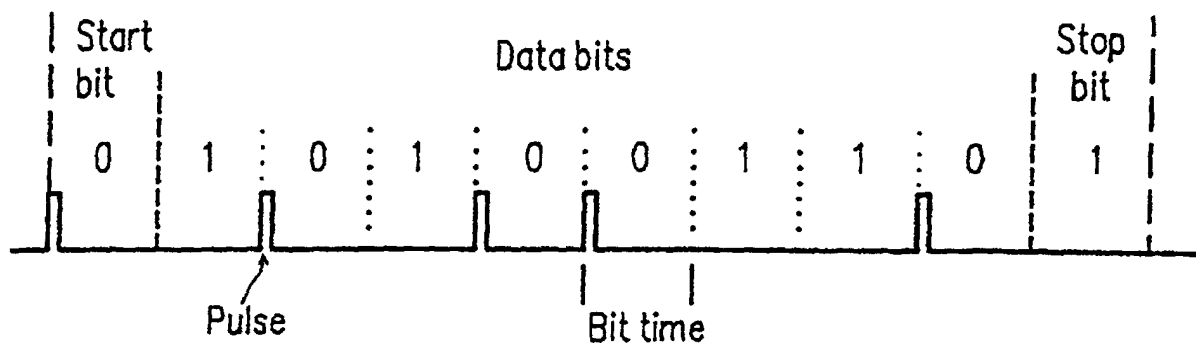 Start
bit
Data bits
Stop
bit
0 1 0 1 0 0 1 1 0 1
Pulse
Bit time